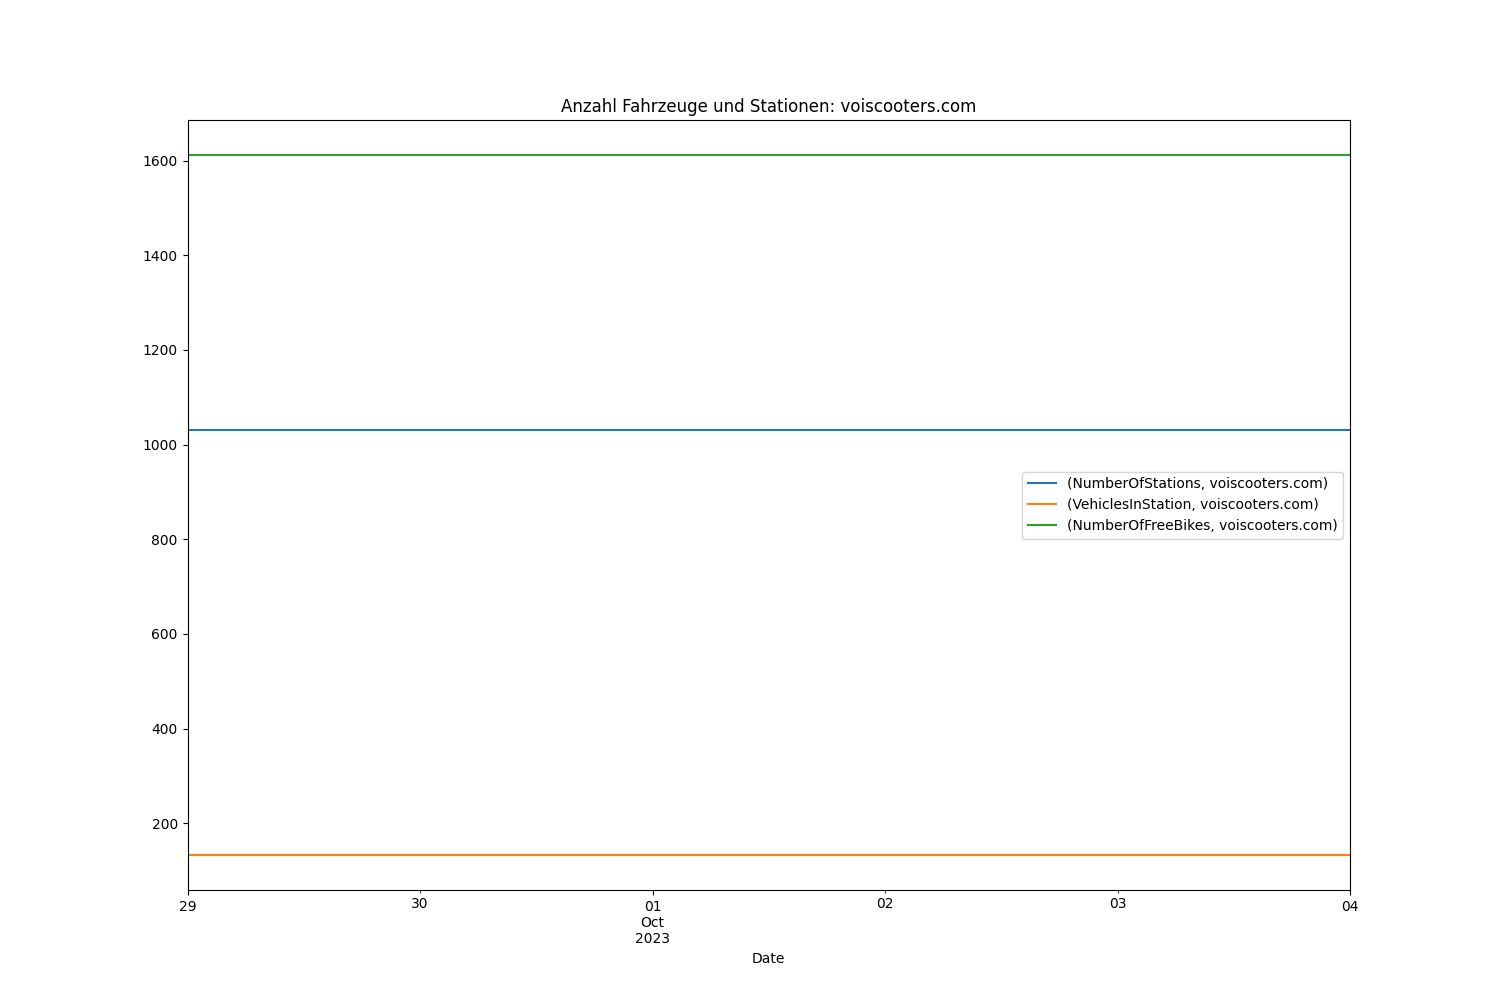 Anzahl Fahrzeuge und Stationen: voiscooters.com
1600
1400
1200
1000
800
600
400
200
(NumberOfStations, voiscooters.com)
(VehiclesInStation, voiscooters.com)
(NumberOfFreeBikes, voiscooters.com)
29 30 01 02 03 04
Oct
2023
Date